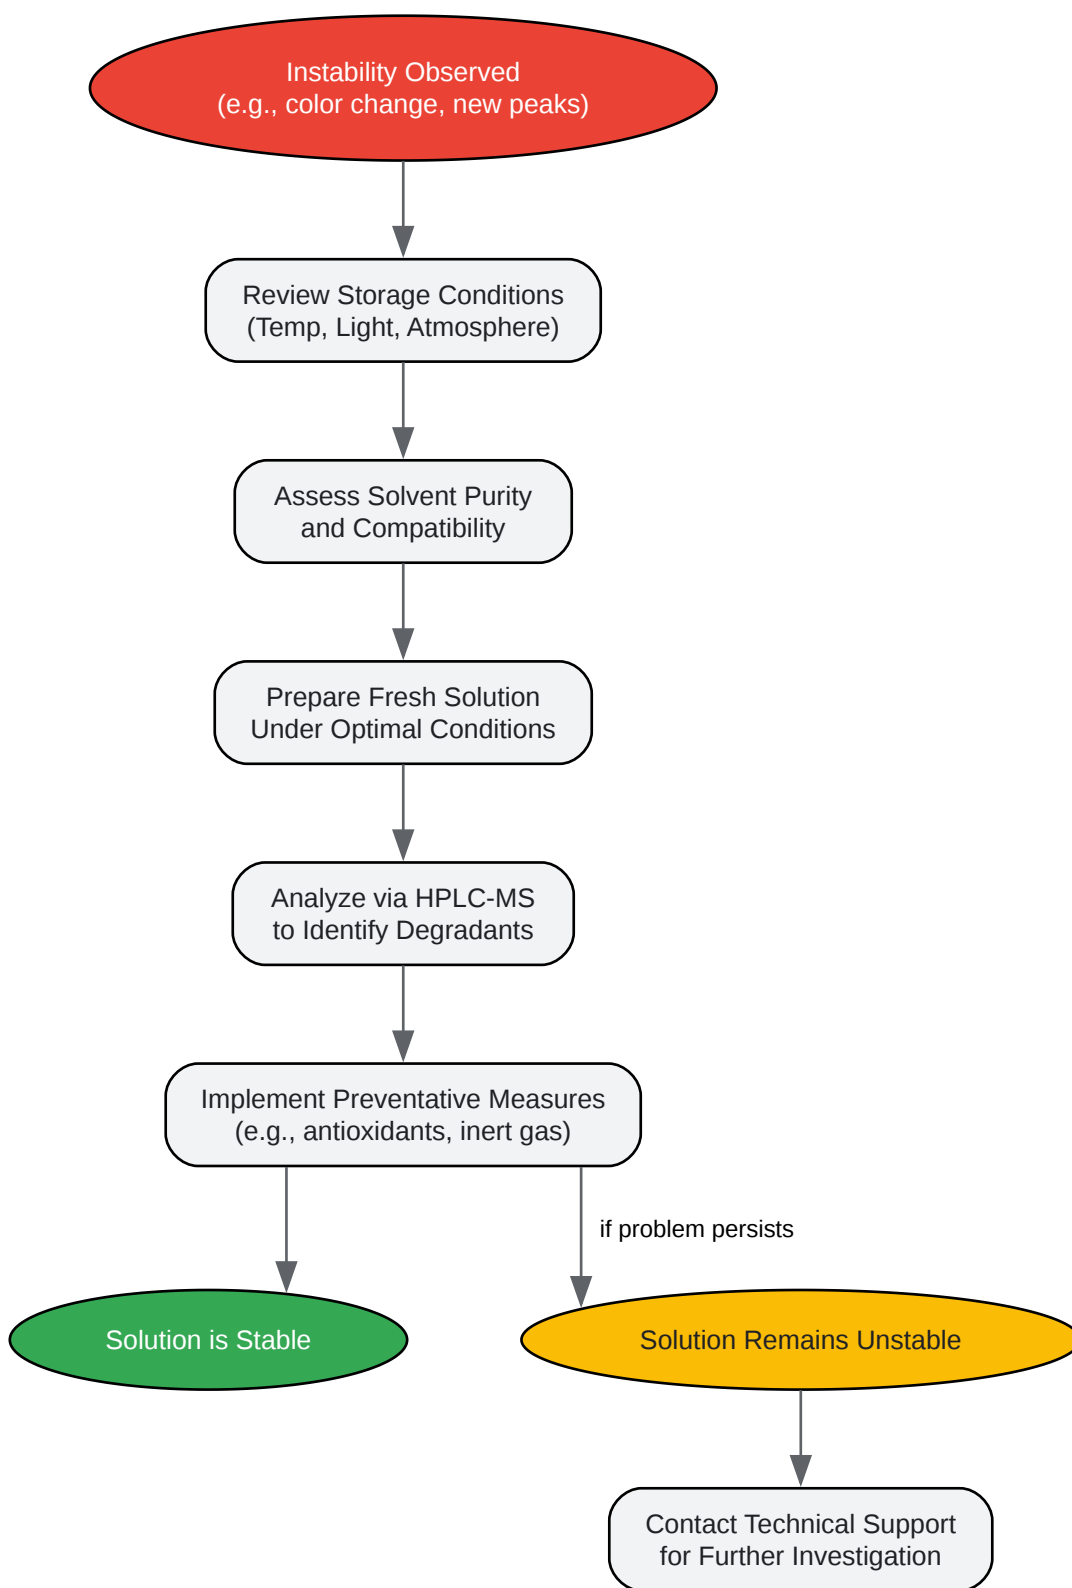 Instability Observed
(e.g., color change, new peaks)
Review Storage Conditions
(Temp, Light, Atmosphere)
Assess Solvent Purity
and Compatibility
Prepare Fresh Solution
Under Optimal Conditions
Analyze via HPLC-MS
to Identify Degradants
Implement Preventative Measures
(e.g., antioxidants, inert gas)
if problem persists
Solution is Stable
Solution Remains Unstable
Contact Technical Support
for Further Investigation